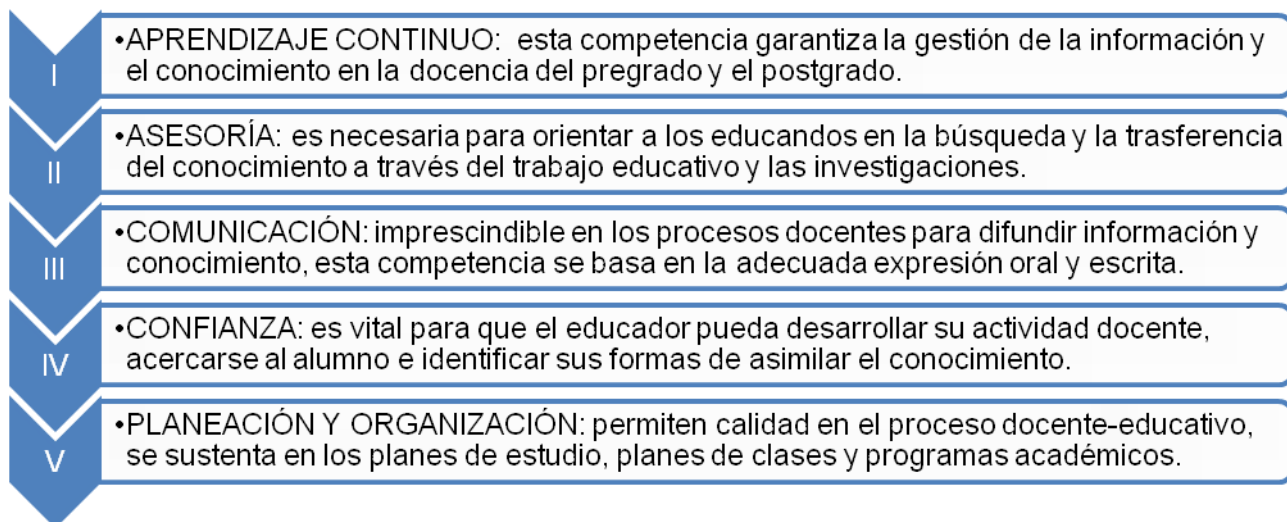 I
•APRENDIZAJE CONTINUO: esta competencia garantiza la gestión de la información y
el conocimiento en la docencia del pregrado y el postgrado.
II
•ASESORÍA: es necesaria para orientar a los educandos en la búsqueda y la trasferencia
del conocimiento a través del trabajo educativo y las investigaciones.
III
•COMUNICACIÓN: imprescindible en los procesos docentes para difundir información y
conocimiento, esta competencia se basa en la adecuada expresión oral y escrita.
IV
•CONFIANZA: es vital para que el educador pueda desarrollar su actividad docente,
acercarse al alumno e identificar sus formas de asimilar el conocimiento.
V
•PLANEACIÓN Y ORGANIZACIÓN: permiten calidad en el proceso docente-educativo,
se sustenta en los planes de estudio, planes de clases y programas académicos.